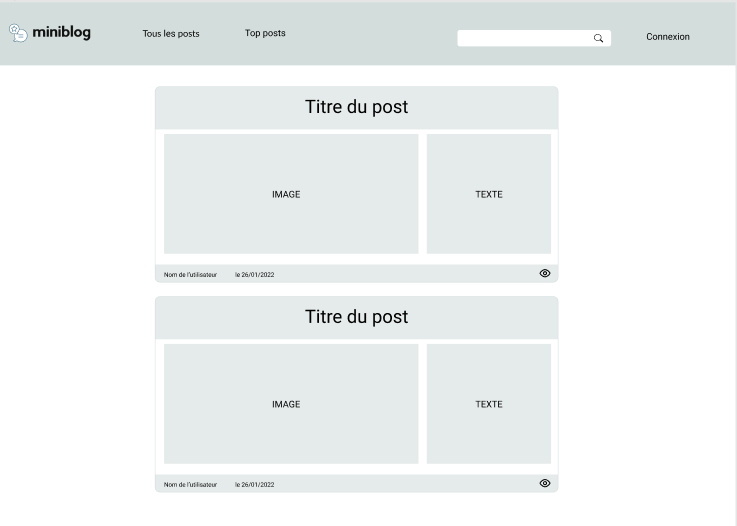 miniblog
Tous les posts
Top posts
Connexion
Titre du post
IMAGE
TEXTE
Nom de l'utilisateur
le 26/01/2022
Titre du post
IMAGE
TEXTE
Nom de l'utilisateur
le 26/01/2022